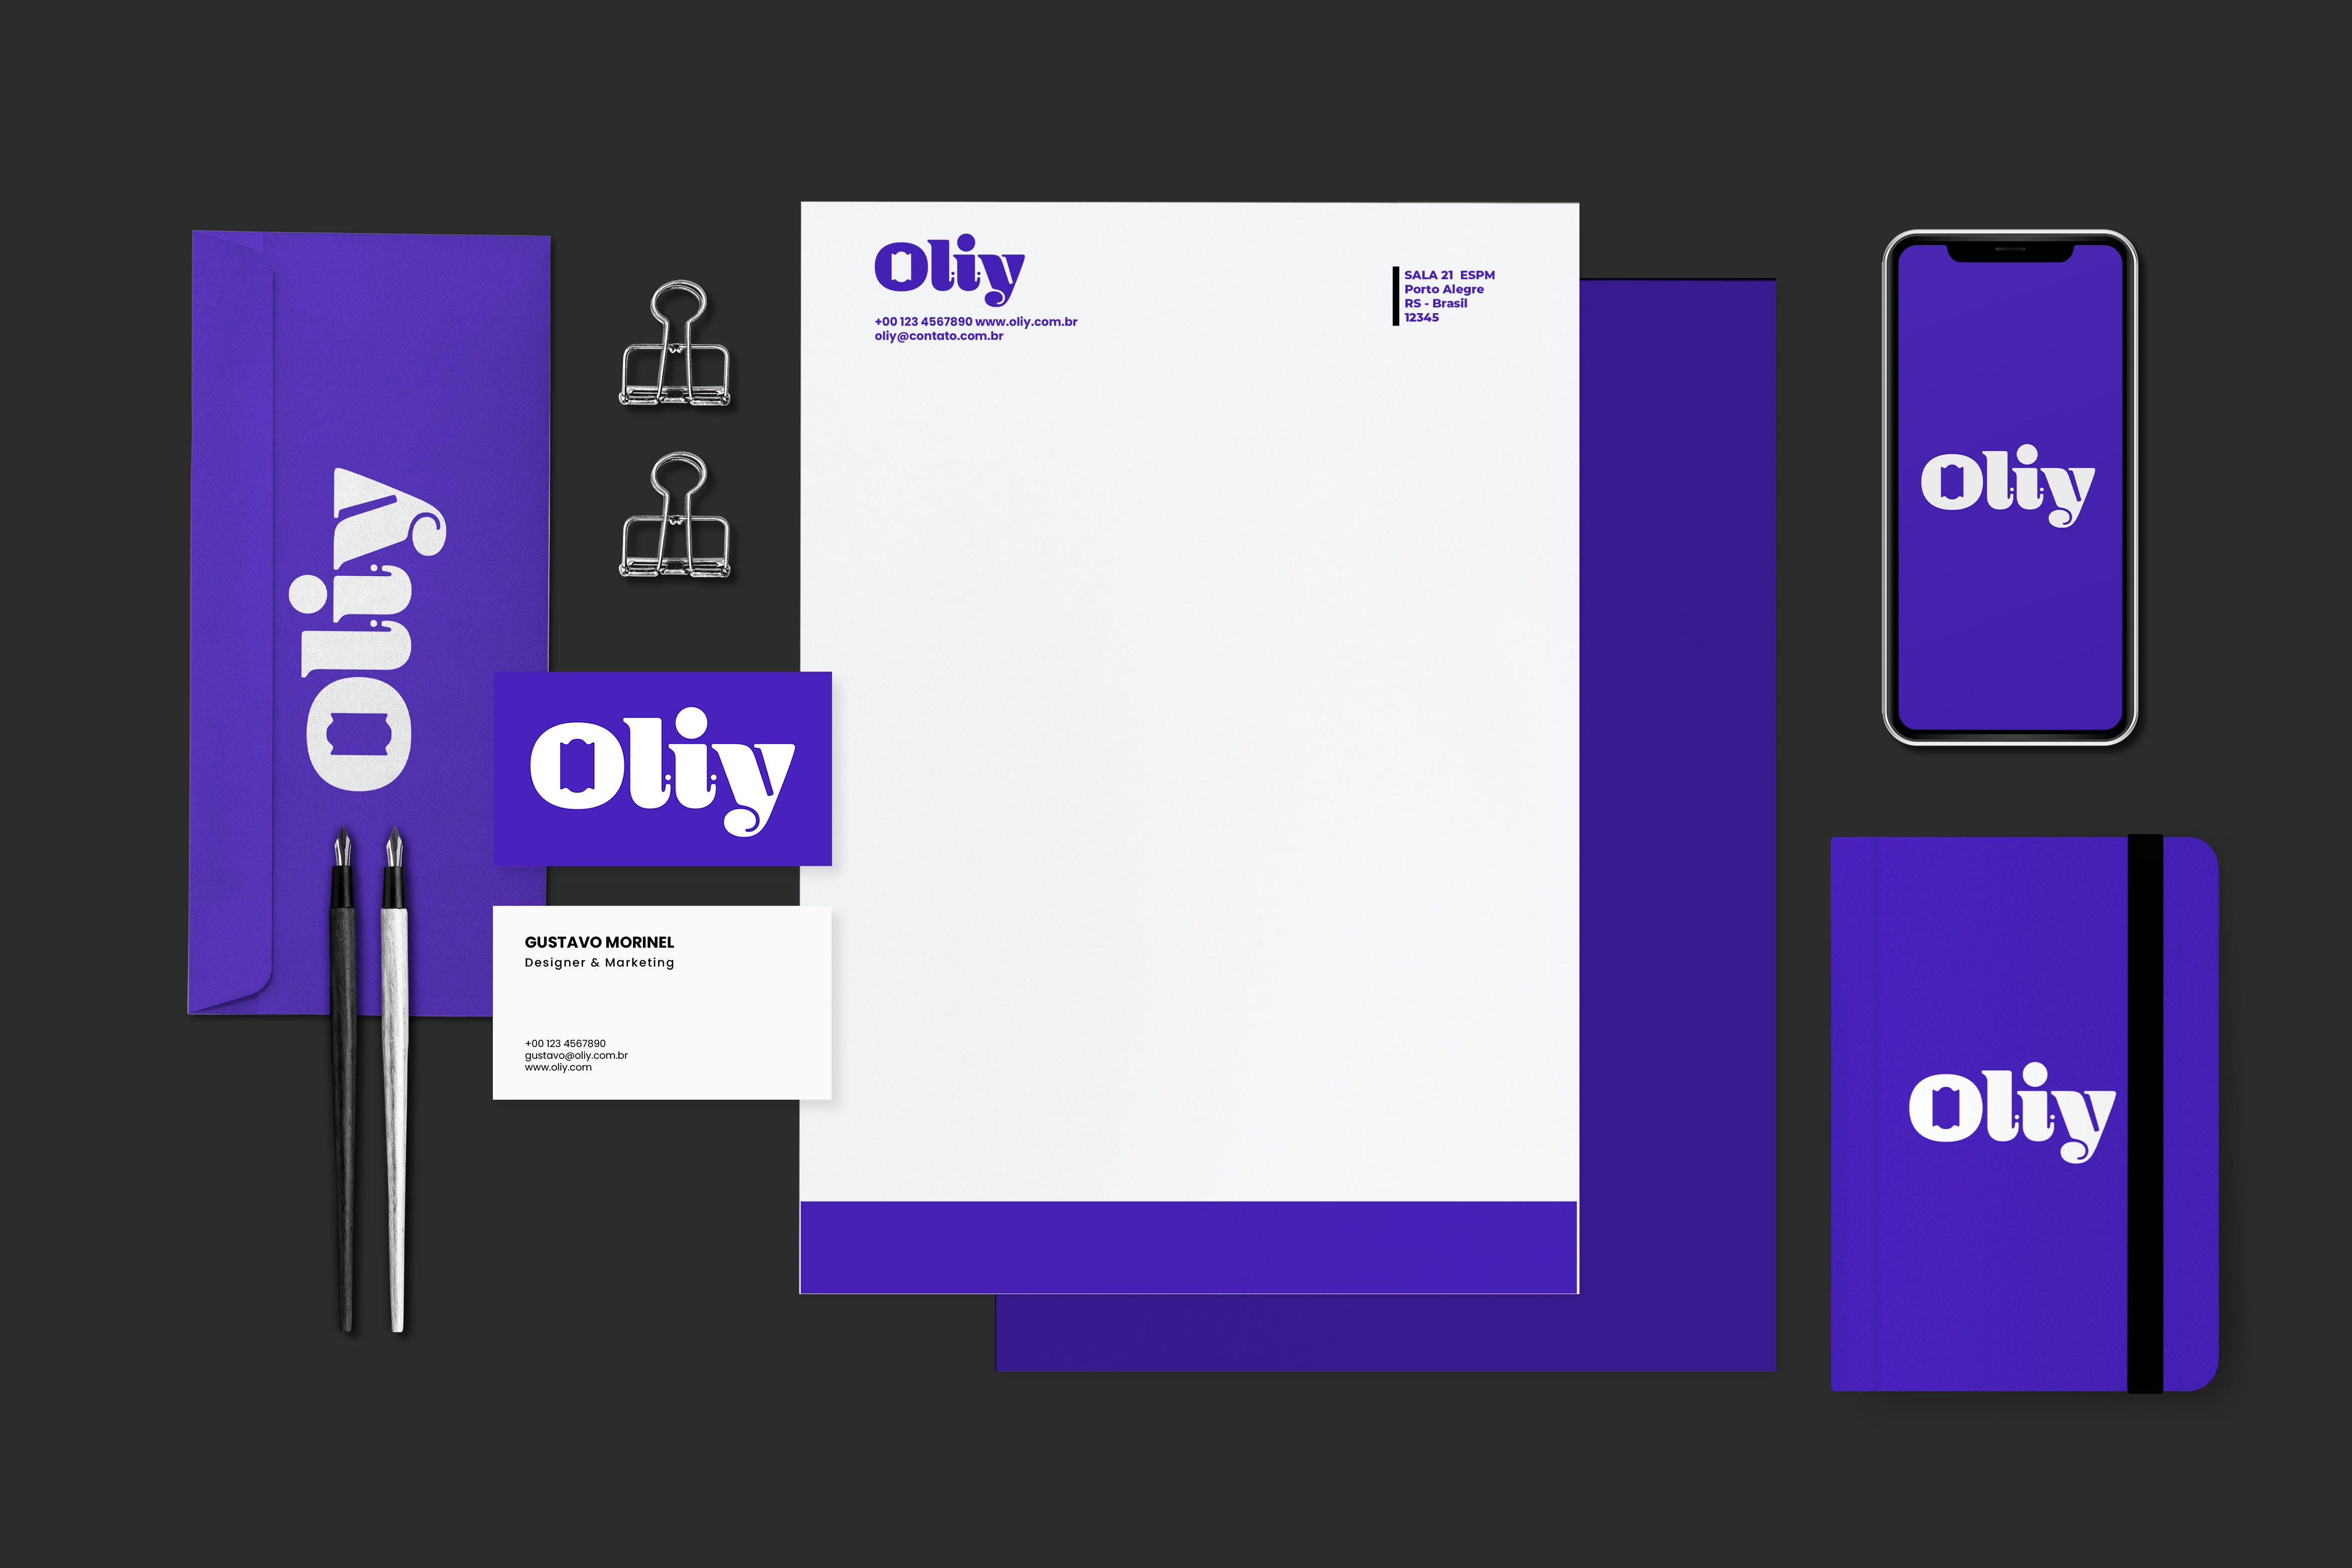 Oliy
Oliy
+00 123 4567890 www.oliy.com.br
oliy@contato.com.br
SALA 21 ESPM
Porto Alegre
RS - Brasil
12345
Oliy
Oliy
GUSTAVO MORINEL
Designer & Marketing
+00 123 4567890
gustavo@oliy.com.br
www.oliy.com
Oliy